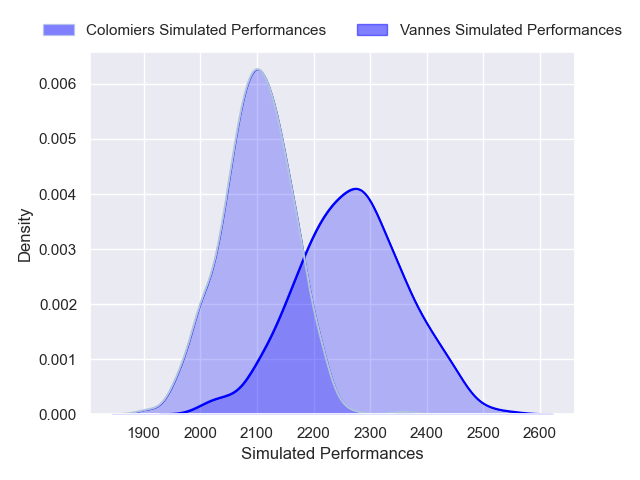 Colomiers Simulated Performances Vannes Simulated Performances
0.006
0.005
0.004
0.003
0.002
0.001
0.000
Density
1900 2000 2100 2200 2300 2400 2500 2600
Simulated Performances